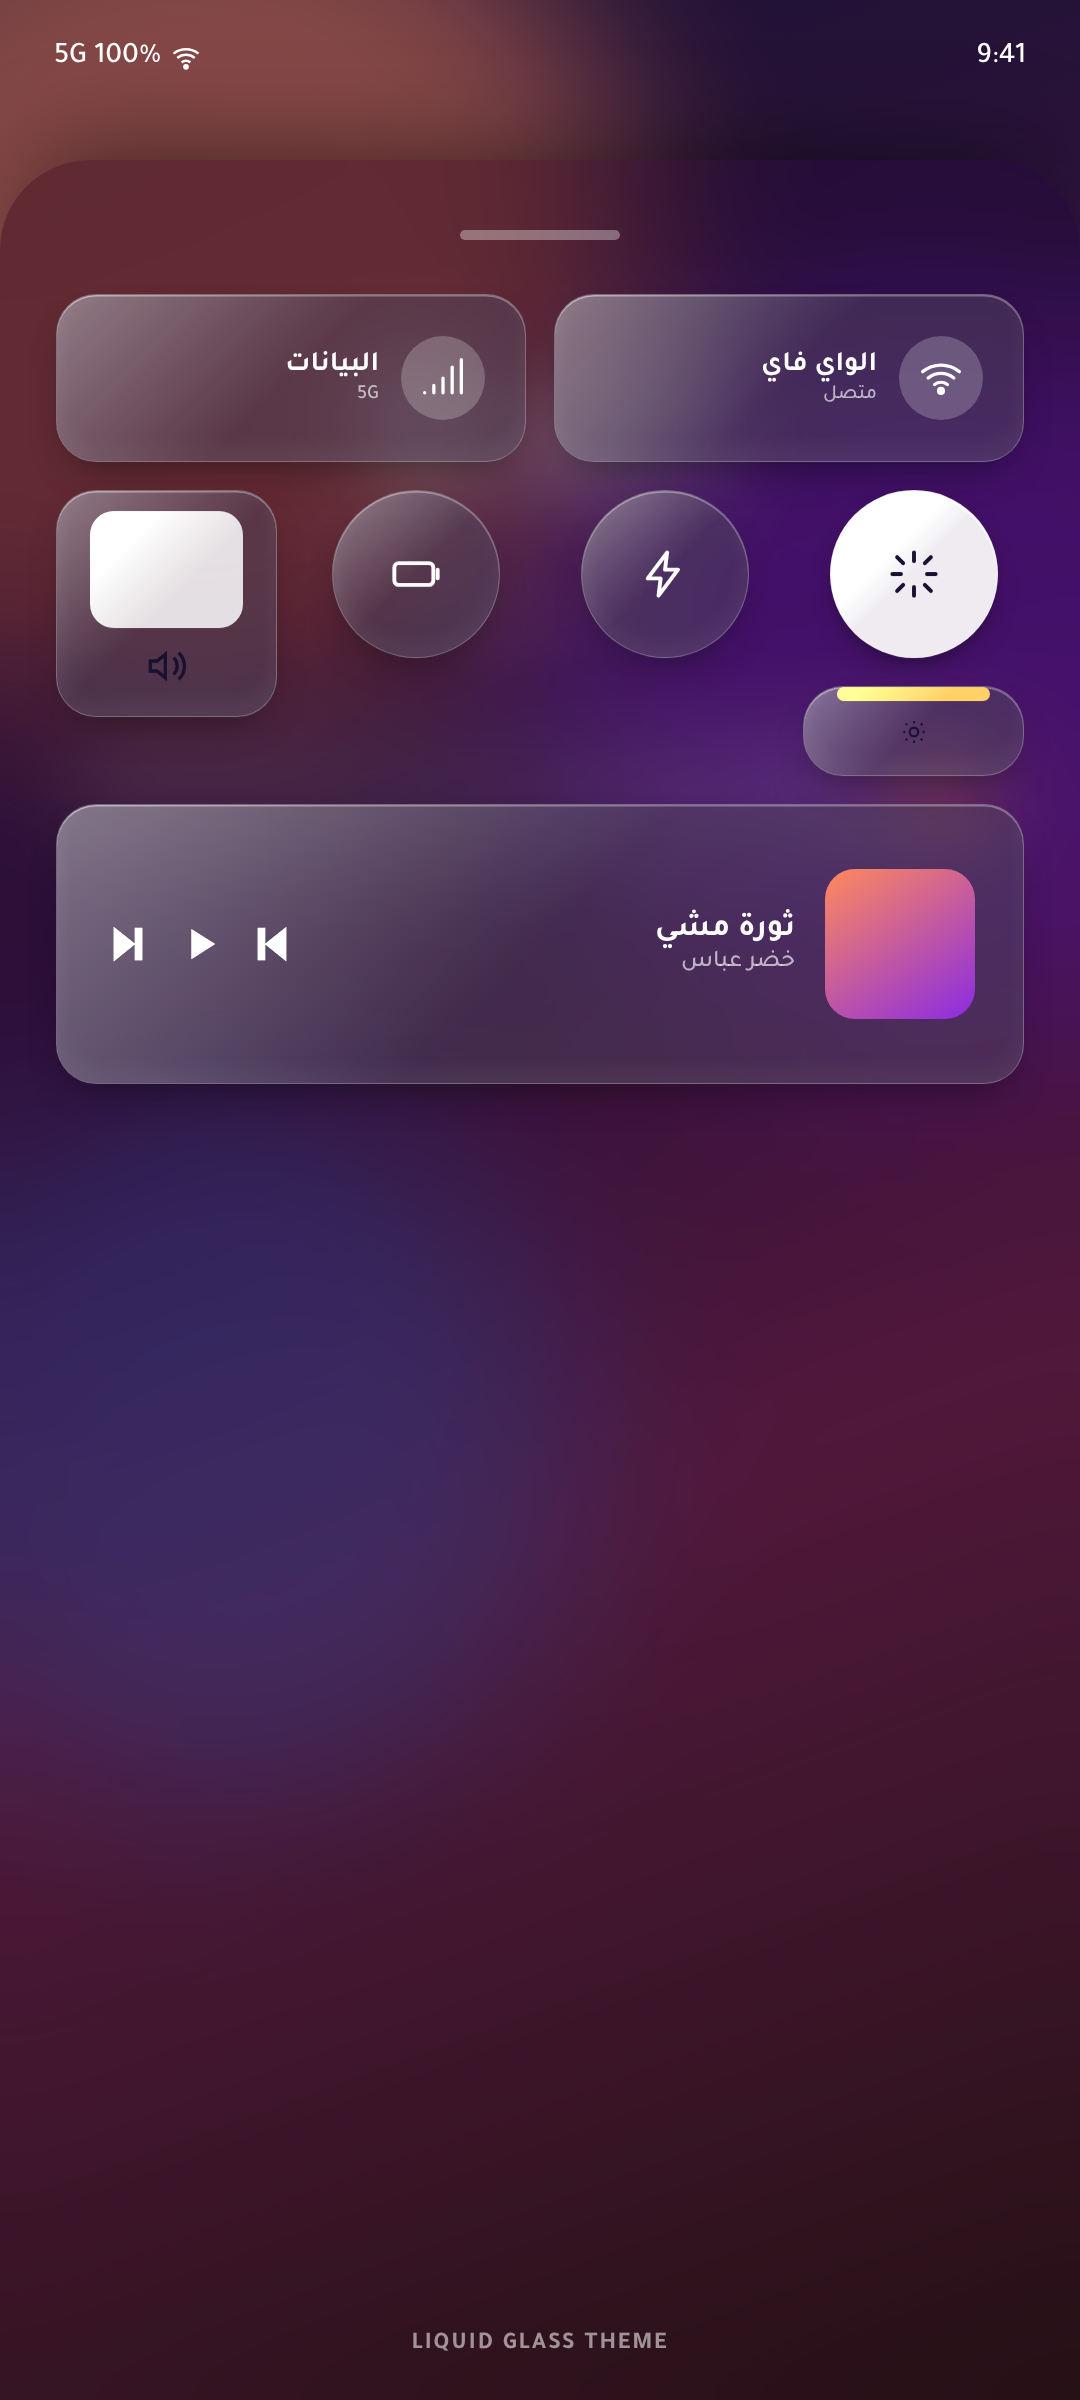 5G 100%
9:41
الواي فاي
متصل
البيانات
5G
ثورة مشي
خضر عباس
LIQUID GLASS THEME